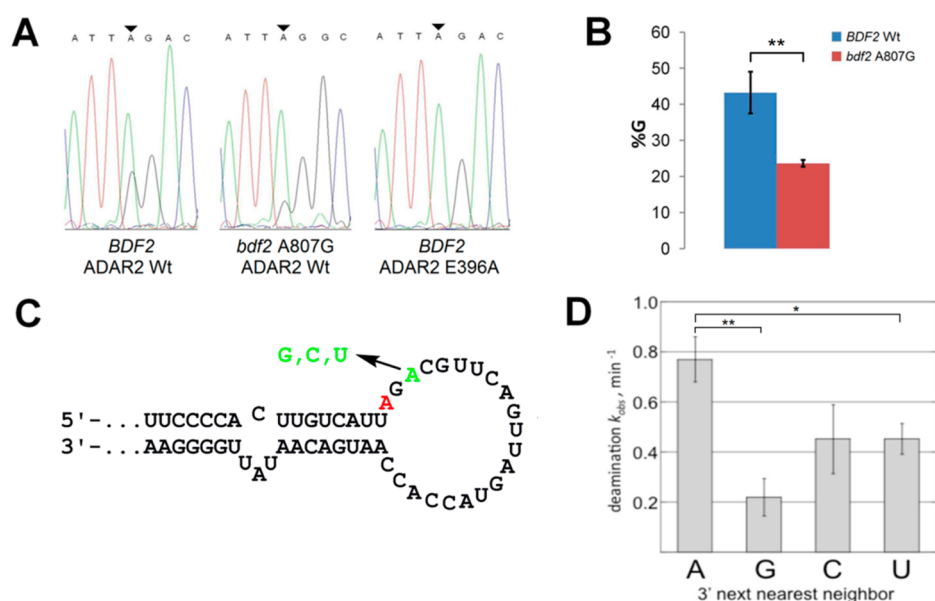 A
A T T A G A C
A T T A G G C
A T T A G A C
BDF2
ADAR2 Wt
bdf2 A807G
ADAR2 Wt
BDF2
ADAR2 E396A
B
BDF2 Wt
bdf2 A807G
**
%G
60
50
40
30
20
10
0
C
G,C,U
A G A C G U U C A G U U A G U A C C A C C
5'-...UUCCCCA C UUGUCAUU
3'-...AAGGGGU U A U AACAGUAA
D
*
**
deamination kobs, min -1
1.0
0.8
0.6
0.4
0.2
A G C U
3' next nearest neighbor